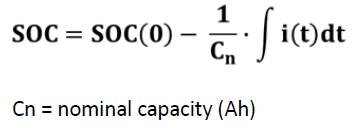 SOC = SOC(0) − 1/Cn · ∫ i(t)dt
Cn = nominal capacity (Ah)